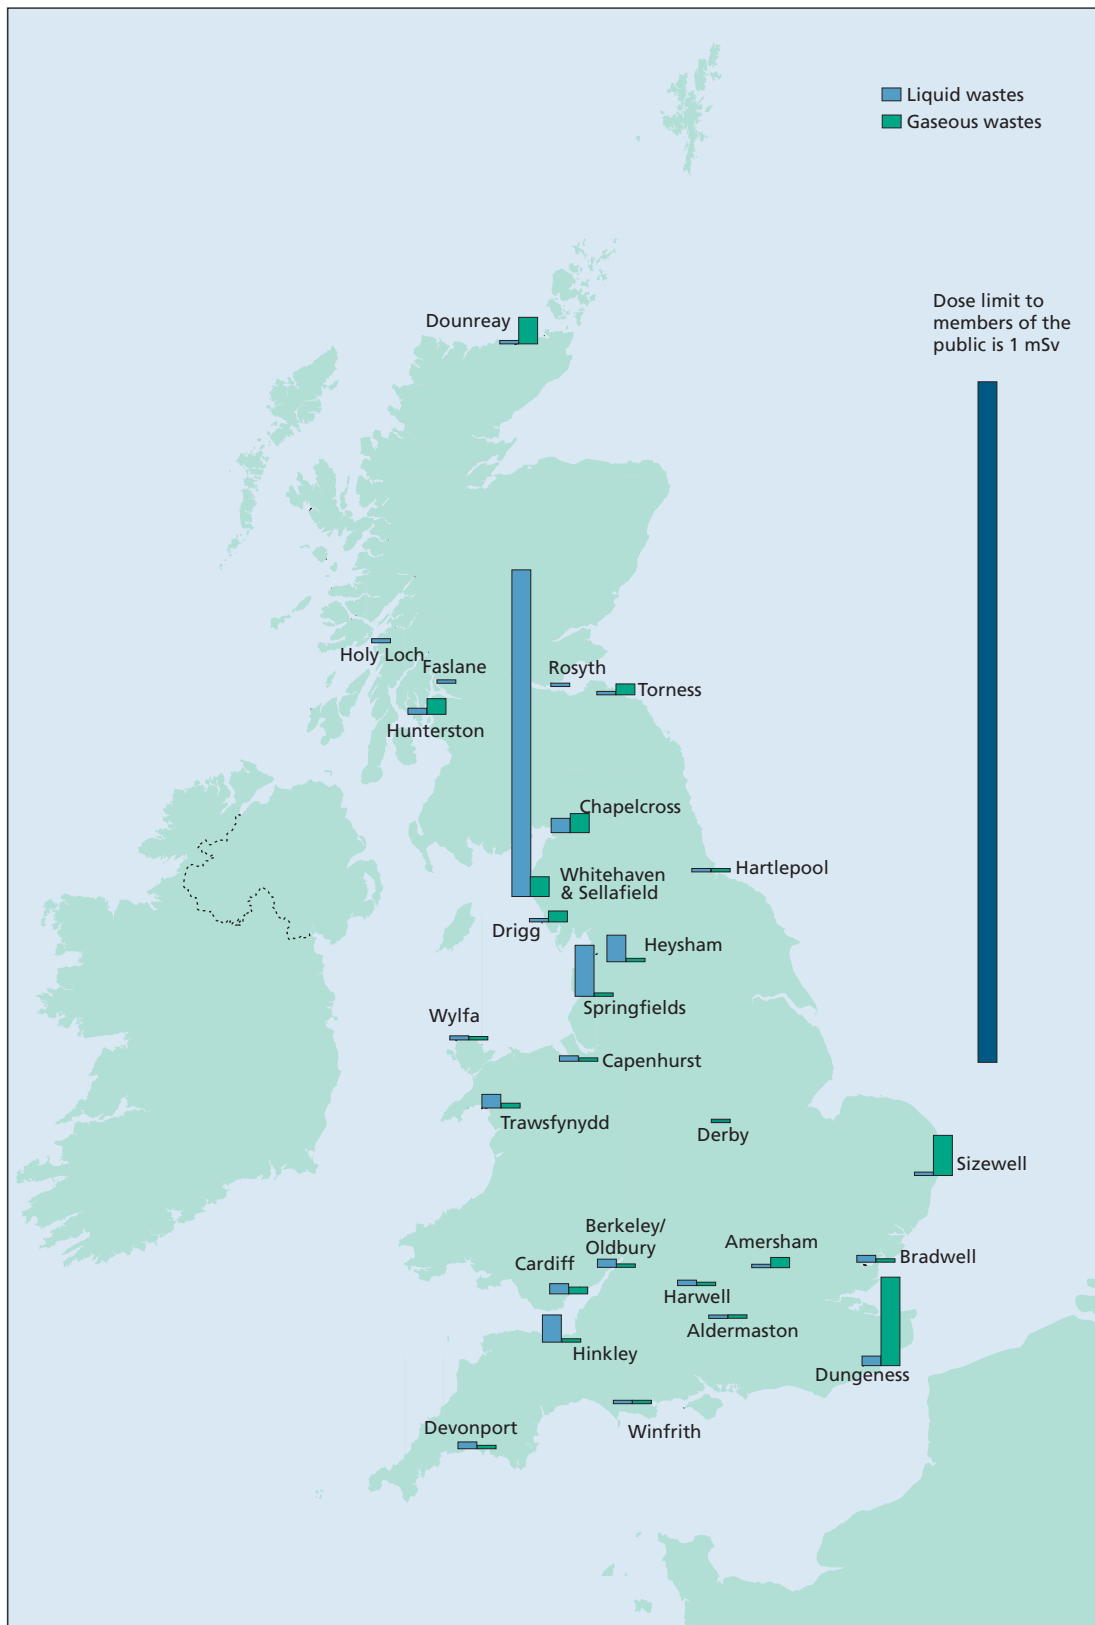 Liquid wastes
Gaseous wastes
Dose limit to
members of the
public is 1 mSv
Dounreay
Holy Loch
Faslane
Rosyth
Torness
Hunterston
Chapelcross
Hartlepool
Whitehaven
& Sellafield
Drigg
Heysham
Springfields
Wylfa
Capenhurst
Trawsfynydd
Derby
Sizewell
Berkeley/
Oldbury
Amersham
Bradwell
Cardiff
Harwell
Aldermaston
Hinkley
Dungeness
Devonport
Winfrith